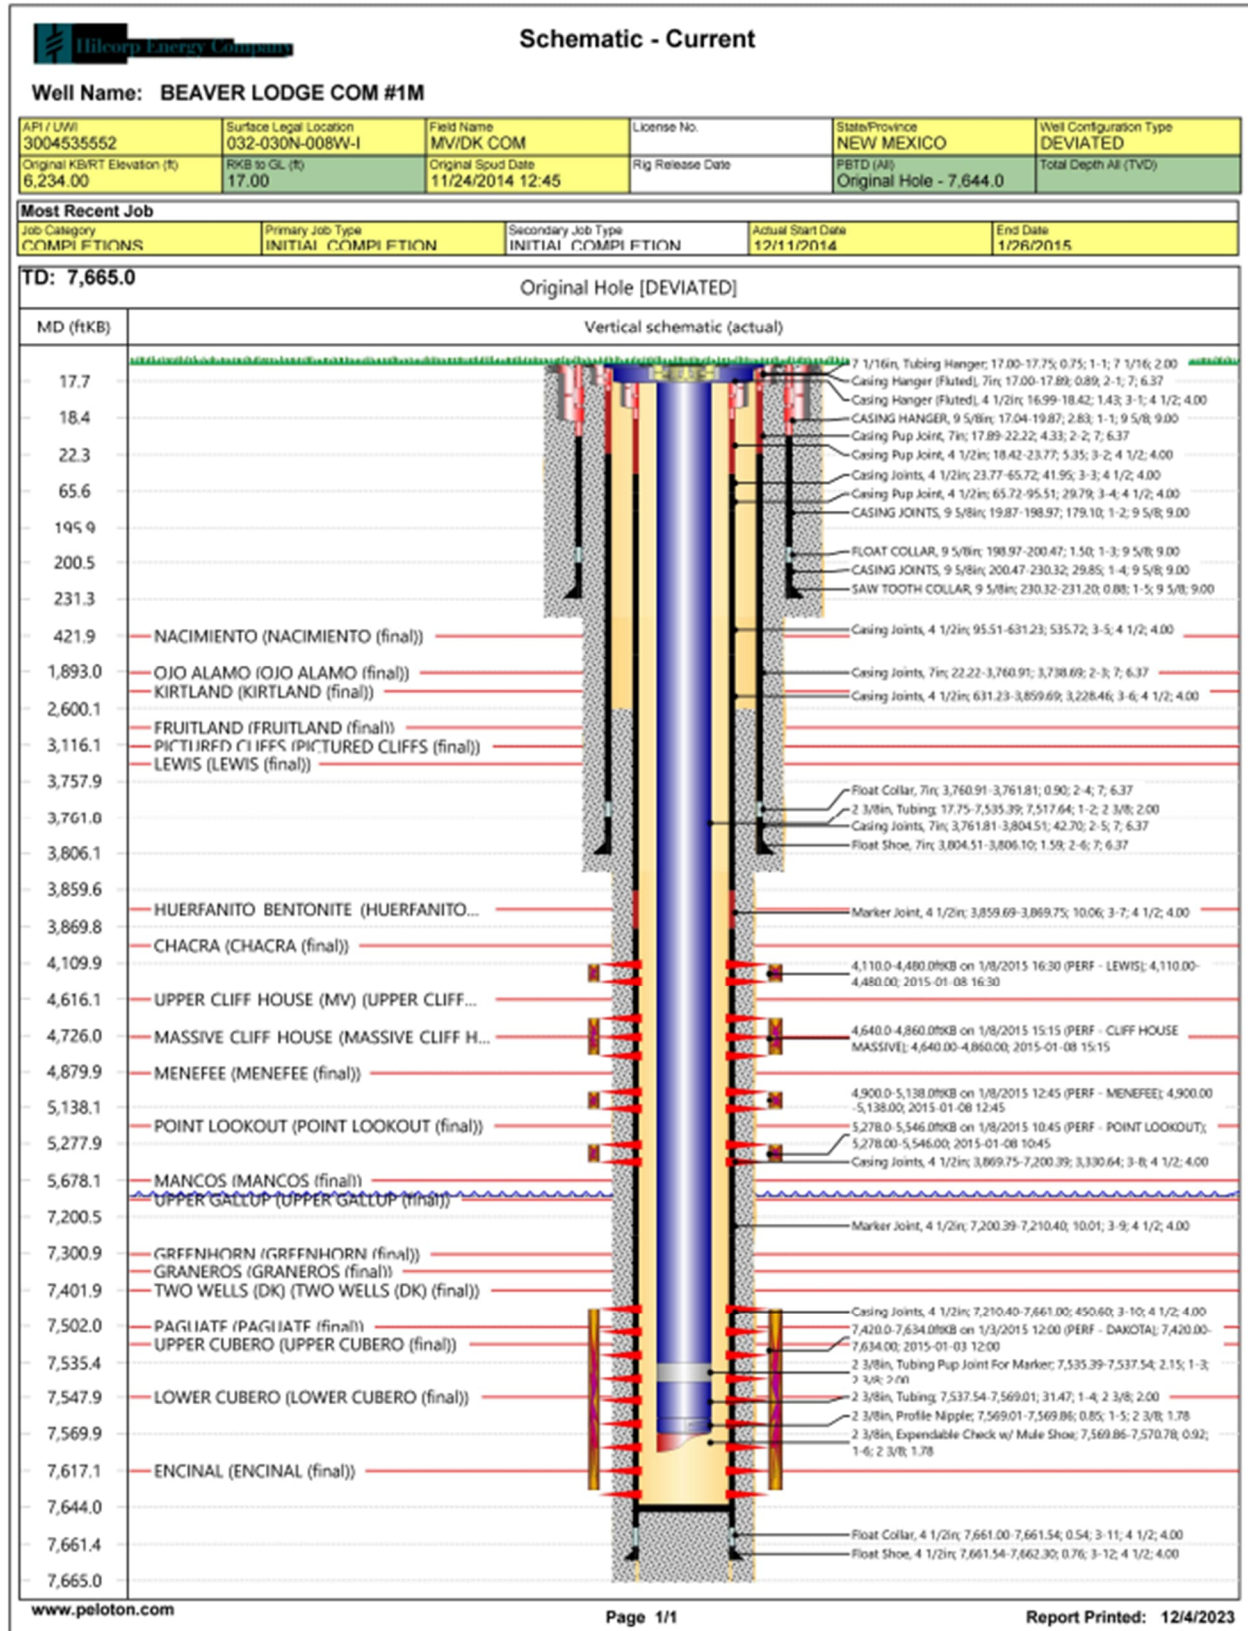 Hilcorp Energy Company
Schematic - Current
Well Name: BEAVER LODGE COM #1M
API / UWI
3004535552
Surface Legal Location
032-030N-008W-I
Field Name
MV/DK COM
License No.
State/Province
NEW MEXICO
Well Configuration Type
DEVIATED
Original KB/RT Elevation (ft)
6,234.00
RKB to GL (ft)
17.00
Original Spud Date
11/24/2014 12:45
Rig Release Date
PBTD (All)
Original Hole - 7,644.0
Total Depth All (TVD)
Most Recent Job
Job Category
COMPLETIONS
Primary Job Type
INITIAL COMPLETION
Secondary Job Type
INITIAL COMPLETION
Actual Start Date
12/11/2014
End Date
1/26/2015
TD: 7,665.0
Original Hole [DEVIATED]
MD (ftKB)
Vertical schematic (actual)
17.7
18.4
22.3
65.6
195.9
200.5
231.3
421.9
1,893.0
2,600.1
3,116.1
3,757.9
3,761.0
3,806.1
3,859.6
3,869.8
4,109.9
4,616.1
4,726.0
4,879.9
5,138.1
5,277.9
5,678.1
7,200.5
7,300.9
7,401.9
7,502.0
7,535.4
7,547.9
7,569.9
7,617.1
7,644.0
7,661.4
7,665.0
NACIMIENTO (NACIMIENTO (final))
OJO ALAMO (OJO ALAMO (final))
KIRTLAND (KIRTLAND (final))
FRUITLAND (FRUITLAND (final))
PICTURED CLIFFS (PICTURED CLIFFS (final))
LEWIS (LEWIS (final))
HUERFANITO BENTONITE (HUERFANITO...
CHACRA (CHACRA (final))
UPPER CLIFF HOUSE (MV) (UPPER CLIFF...
MASSIVE CLIFF HOUSE (MASSIVE CLIFF H...
MENEFEE (MENEFEE (final))
POINT LOOKOUT (POINT LOOKOUT (final))
MANCOS (MANCOS (final))
UPPER GALLUP (UPPER GALLUP (final))
GREENHORN (GREENHORN (final))
GRANEROS (GRANEROS (final))
TWO WELLS (DK) (TWO WELLS (DK) (final))
PAGUATE (PAGUATE (final))
UPPER CUBERO (UPPER CUBERO (final))
LOWER CUBERO (LOWER CUBERO (final))
ENCINAL (ENCINAL (final))
7 1/16in, Tubing Hanger; 17.00-17.75; 0.75; 1-1; 7 1/16; 2.00
Casing Hanger (Fluted), 7in; 17.00-17.89; 0.89; 2-1; 7; 6.37
Casing Hanger (Fluted), 4 1/2in; 16.99-18.42; 1.43; 3-1; 4 1/2; 4.00
CASING HANGER, 9 5/8in; 17.04-19.87; 2.83; 1-1; 9 5/8; 9.00
Casing Pup Joint, 7in; 17.89-22.22; 4.33; 2-2; 7; 6.37
Casing Pup Joint, 4 1/2in; 18.42-23.77; 5.35; 3-2; 4 1/2; 4.00
Casing Joints, 4 1/2in; 23.77-65.72; 41.95; 3-3; 4 1/2; 4.00
Casing Pup Joint, 4 1/2in; 65.72-95.51; 29.79; 3-4; 4 1/2; 4.00
CASING JOINTS, 9 5/8in; 19.87-198.97; 179.10; 1-2; 9 5/8; 9.00
FLOAT COLLAR, 9 5/8in; 198.97-200.47; 1.50; 1-3; 9 5/8; 9.00
CASING JOINTS, 9 5/8in; 200.47-230.32; 29.85; 1-4; 9 5/8; 9.00
SAW TOOTH COLLAR, 9 5/8in; 230.32-231.20; 0.88; 1-5; 9 5/8; 9.00
Casing Joints, 4 1/2in; 95.51-631.23; 535.72; 3-5; 4 1/2; 4.00
Casing Joints, 7in; 22.22-3,760.91; 3,738.69; 2-3; 7; 6.37
Casing Joints, 4 1/2in; 631.23-3,859.69; 3,228.46; 3-6; 4 1/2; 4.00
Float Collar, 7in; 3,760.91-3,761.81; 0.90; 2-4; 7; 6.37
2 3/8in, Tubing; 17.75-7,535.39; 7,517.64; 1-2; 2 3/8; 2.00
Casing Joints, 7in; 3,761.81-3,804.51; 42.70; 2-5; 7; 6.37
Float Shoe, 7in; 3,804.51-3,806.10; 1.59; 2-6; 7; 6.37
Marker Joint, 4 1/2in; 3,859.69-3,869.75; 10.06; 3-7; 4 1/2; 4.00
4,110.0-4,480.0ftKB on 1/8/2015 16:30 (PERF - LEWIS); 4,110.00-
4,480.00; 2015-01-08 16:30
4,640.0-4,860.0ftKB on 1/8/2015 15:15 (PERF - CLIFF HOUSE
MASSIVE); 4,640.00-4,860.00; 2015-01-08 15:15
4,900.0-5,138.0ftKB on 1/8/2015 12:45 (PERF - MENEFEE); 4,900.00
-5,138.00; 2015-01-08 12:45
5,278.0-5,546.0ftKB on 1/8/2015 10:45 (PERF - POINT LOOKOUT);
5,278.00-5,546.00; 2015-01-08 10:45
Casing Joints, 4 1/2in; 3,869.75-7,200.39; 3,330.64; 3-8; 4 1/2; 4.00
Marker Joint, 4 1/2in; 7,200.39-7,210.40; 10.01; 3-9; 4 1/2; 4.00
Casing Joints, 4 1/2in; 7,210.40-7,661.00; 450.60; 3-10; 4 1/2; 4.00
7,420.0-7,634.0ftKB on 1/3/2015 12:00 (PERF - DAKOTA); 7,420.00-
7,634.00; 2015-01-03 12:00
2 3/8in, Tubing Pup Joint For Marker; 7,535.39-7,537.54; 2.15; 1-3;
2 3/8; 2.00
2 3/8in, Tubing; 7,537.54-7,569.01; 31.47; 1-4; 2 3/8; 2.00
2 3/8in, Profile Nipple; 7,569.01-7,569.86; 0.85; 1-5; 2 3/8; 1.78
2 3/8in, Expendable Check w/ Mule Shoe; 7,569.86-7,570.78; 0.92;
1-6; 2 3/8; 1.78
Float Collar, 4 1/2in; 7,661.00-7,661.54; 0.54; 3-11; 4 1/2; 4.00
Float Shoe, 4 1/2in; 7,661.54-7,662.30; 0.76; 3-12; 4 1/2; 4.00
www.peloton.com
Page 1/1
Report Printed: 12/4/2023